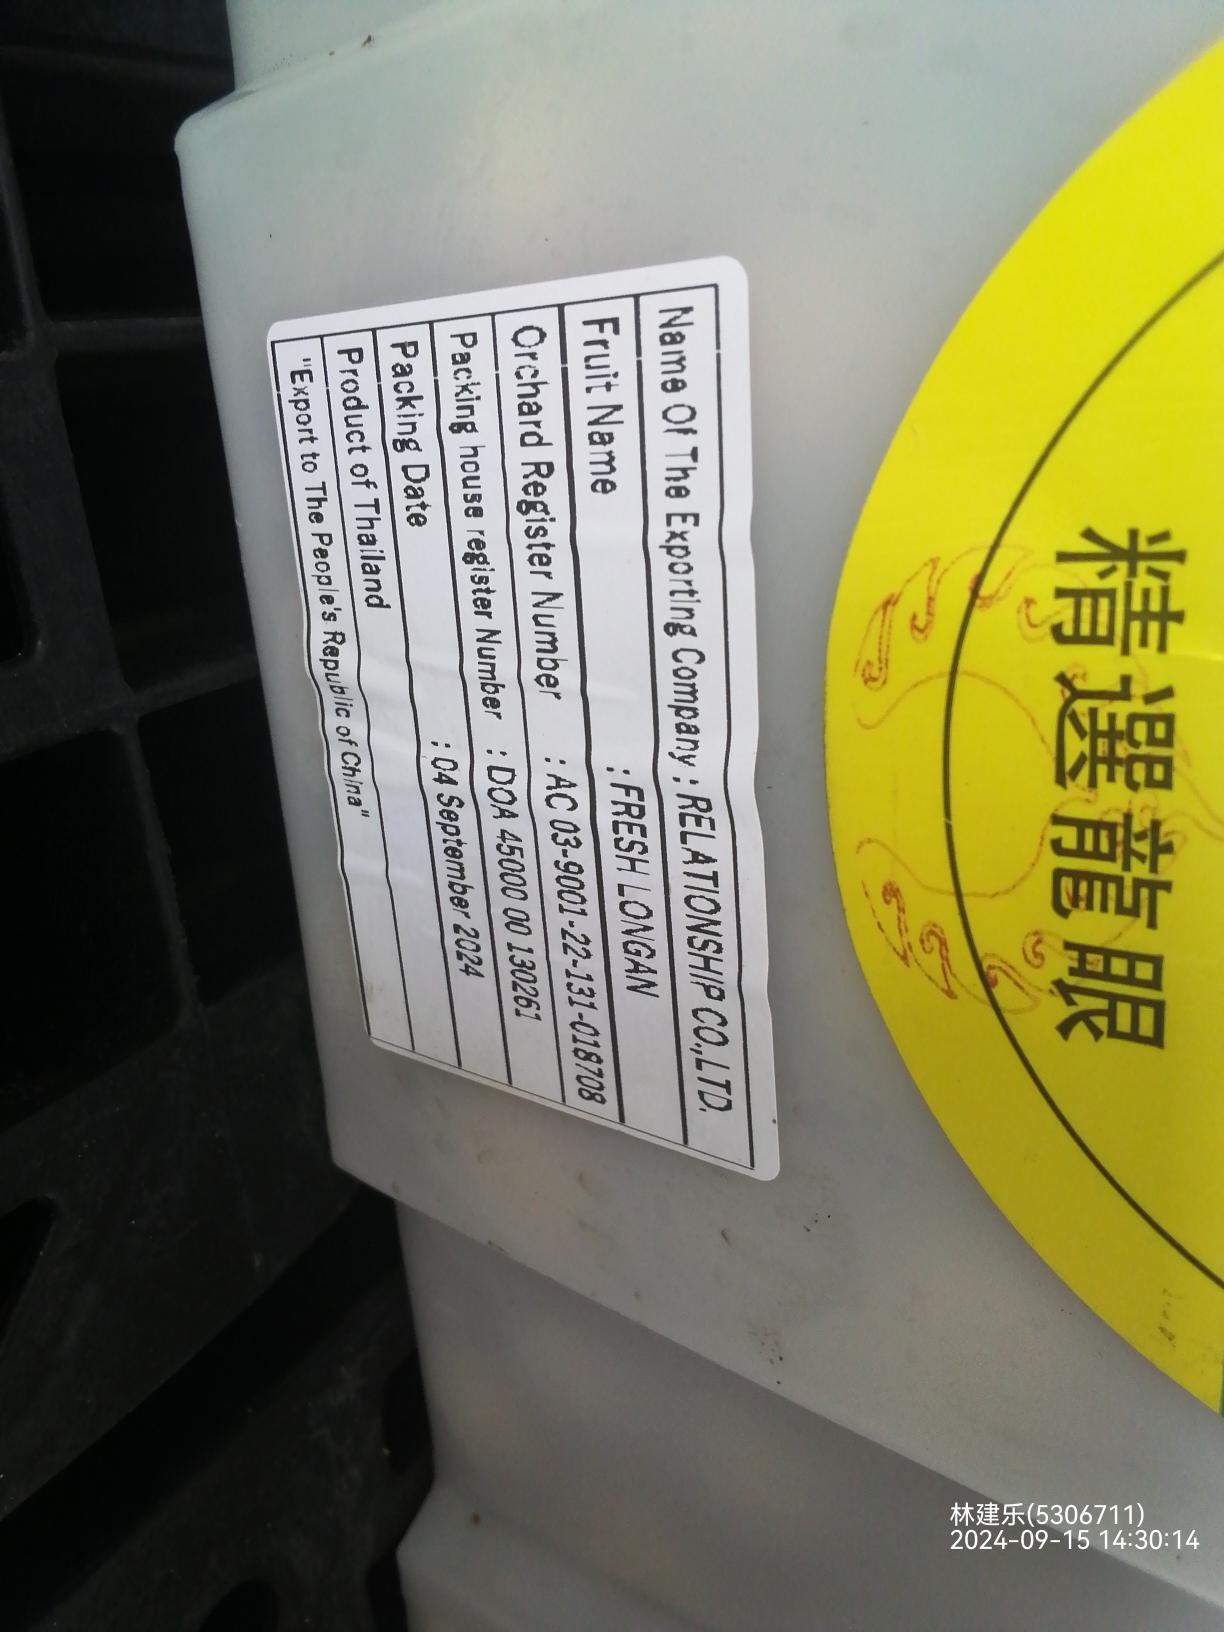 Name Of The Exporting Company : RELATIONSHIP CO.,LTD.
Fruit Name : FRESH LONGAN
Orchard Register Number : AC 03-9001-22-131-018708
Packing house register Number : DOA 45000 00 130261
Packing Date : 04 September 2024
Product of Thailand
"Export to The People's Republic of China"
精選龍眼
林建乐(5306711)
2024-09-15 14:30:14